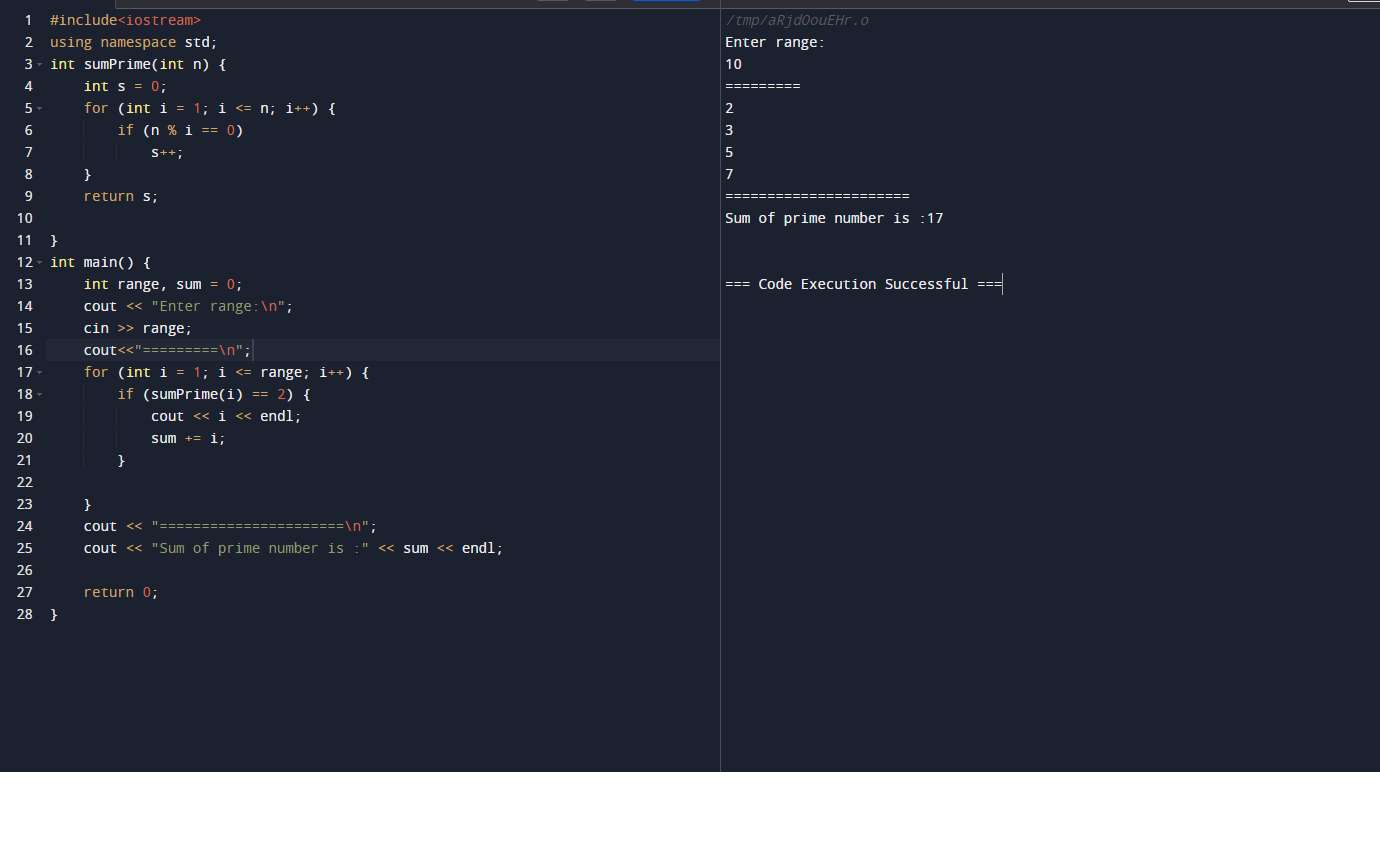 1 #include<iostream>
2 using namespace std;
3 int sumPrime(int n) {
4     int s = 0;
5     for (int i = 1; i <= n; i++) {
6         if (n % i == 0)
7             s++;
8     }
9     return s;
10
11 }
12 int main() {
13     int range, sum = 0;
14     cout << "Enter range:\n";
15     cin >> range;
16     cout<<"=========\n";
17     for (int i = 1; i <= range; i++) {
18         if (sumPrime(i) == 2) {
19             cout << i << endl;
20             sum += i;
21         }
22
23     }
24     cout << "======================\n";
25     cout << "Sum of prime number is :" << sum << endl;
26
27     return 0;
28 }
/tmp/aRjdOouEHr.o
Enter range:
10
=========
2
3
5
7
======================
Sum of prime number is :17
=== Code Execution Successful ===